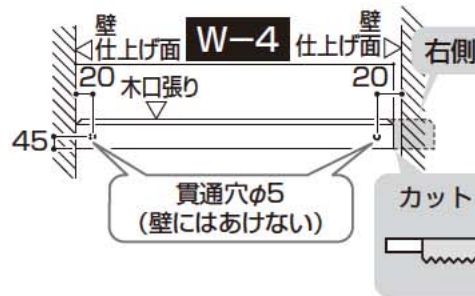 壁
仕上げ面
W-4
壁
仕上げ面
右側
20
木口張り
20
45
貫通穴φ5
(壁にはあけない)
カット